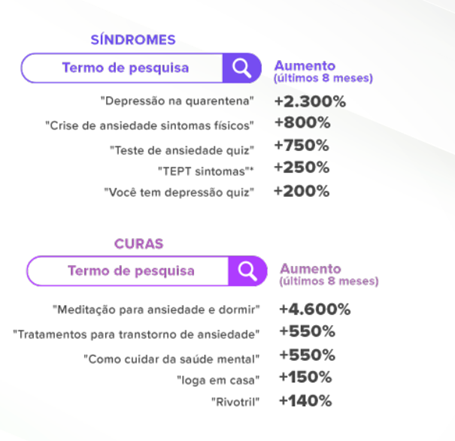 SÍNDROMES
Termo de pesquisa
Aumento
(últimos 8 meses)
"Depressão na quarentena" +2.300%
"Crise de ansiedade sintomas físicos" +800%
"Teste de ansiedade quiz" +750%
"TEPT sintomas"* +250%
"Você tem depressão quiz" +200%
CURAS
Termo de pesquisa
Aumento
(últimos 8 meses)
"Meditação para ansiedade e dormir" +4.600%
"Tratamentos para transtorno de ansiedade" +550%
"Como cuidar da saúde mental" +550%
"Ioga em casa" +150%
"Rivotril" +140%